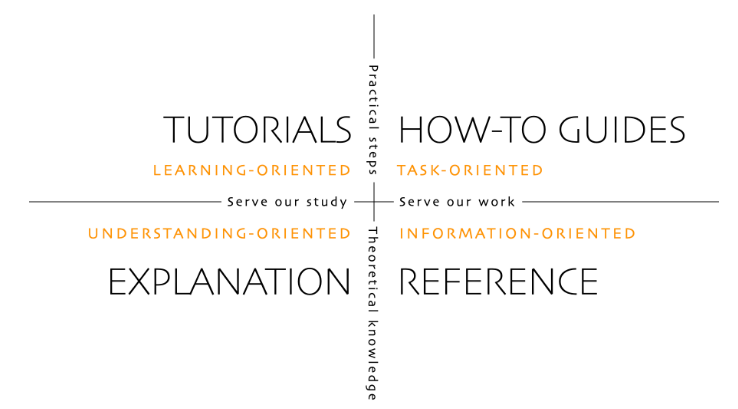 Practical steps
TUTORIALS
HOW-TO GUIDES
LEARNING-ORIENTED
TASK-ORIENTED
Serve our study
Serve our work
UNDERSTANDING-ORIENTED
INFORMATION-ORIENTED
EXPLANATION
REFERENCE
Theoretical knowledge